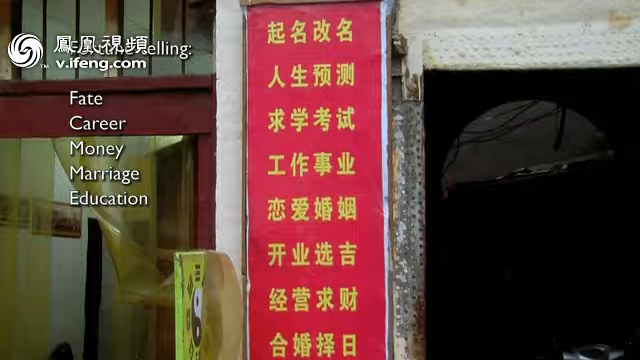 鳳凰視頻
v.ifeng.com
Fate
Career
Money
Marriage
Education
起名改名
人生预测
求学考试
工作事业
恋爱婚姻
开业选吉
经营求财
合婚择日